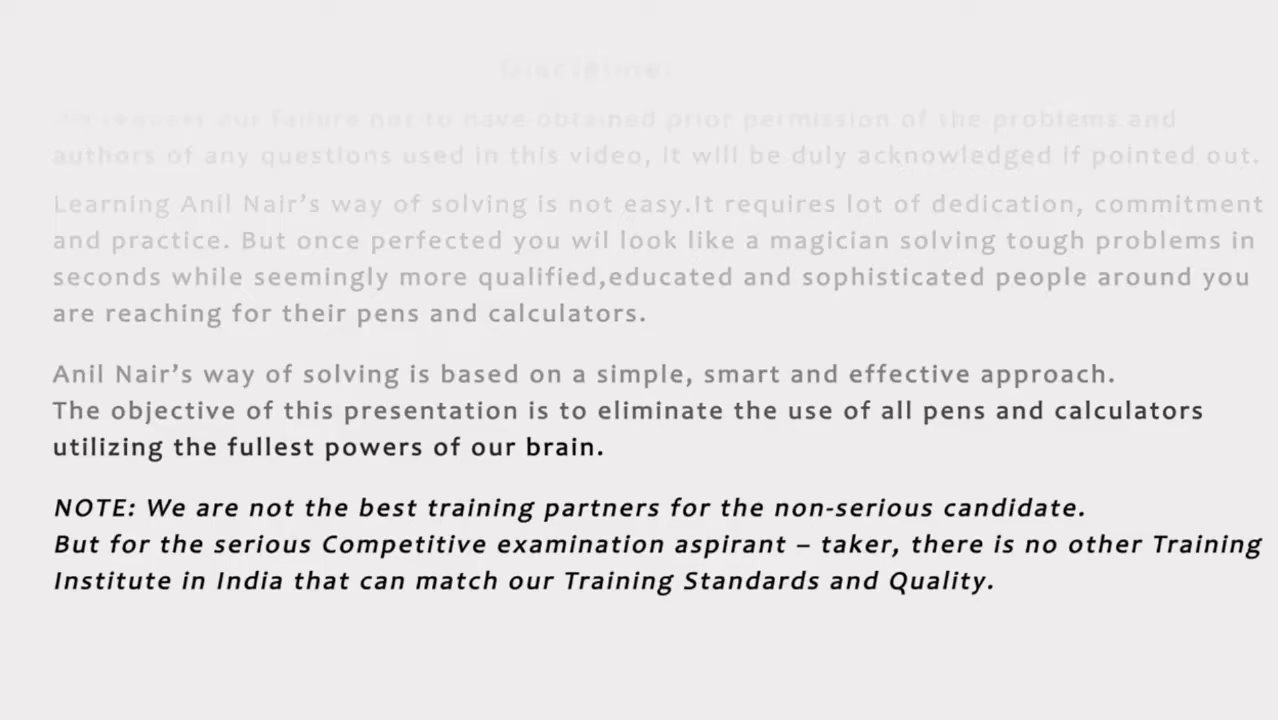 Disclaimer
our failure not to have obtained prior permission of the problems and
authors of any questions used in this video, it will be duly acknowledged if pointed out.
Learning Anil Nair's way of solving is not easy.It requires lot of dedication, commitment
and practice. But once perfected you wil look like a magician solving tough problems in
seconds while seemingly more qualified,educated and sophisticated people around you
are reaching for their pens and calculators.
Anil Nair's way of solving is based on a simple, smart and effective approach.
The objective of this presentation is to eliminate the use of all pens and calculators
utilizing the fullest powers of our brain.
NOTE: We are not the best training partners for the non-serious candidate.
But for the serious Competitive examination aspirant – taker, there is no other Training
Institute in India that can match our Training Standards and Quality.